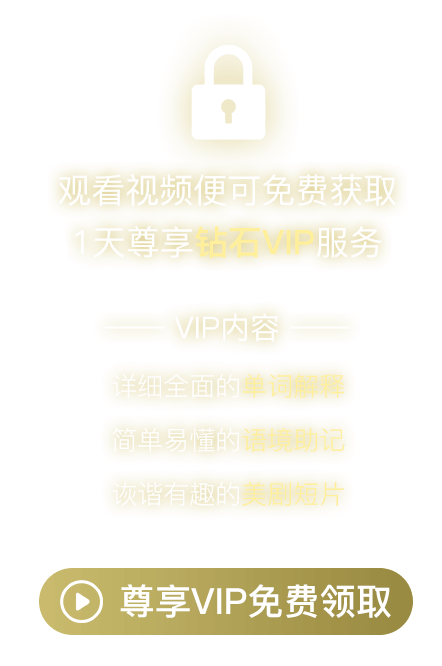 观看视频便可免费获取
1天尊享钻石VIP服务
VIP内容
详细全面的单词解释
简单易懂的语境助记
诙谐有趣的美剧短片
尊享VIP免费领取